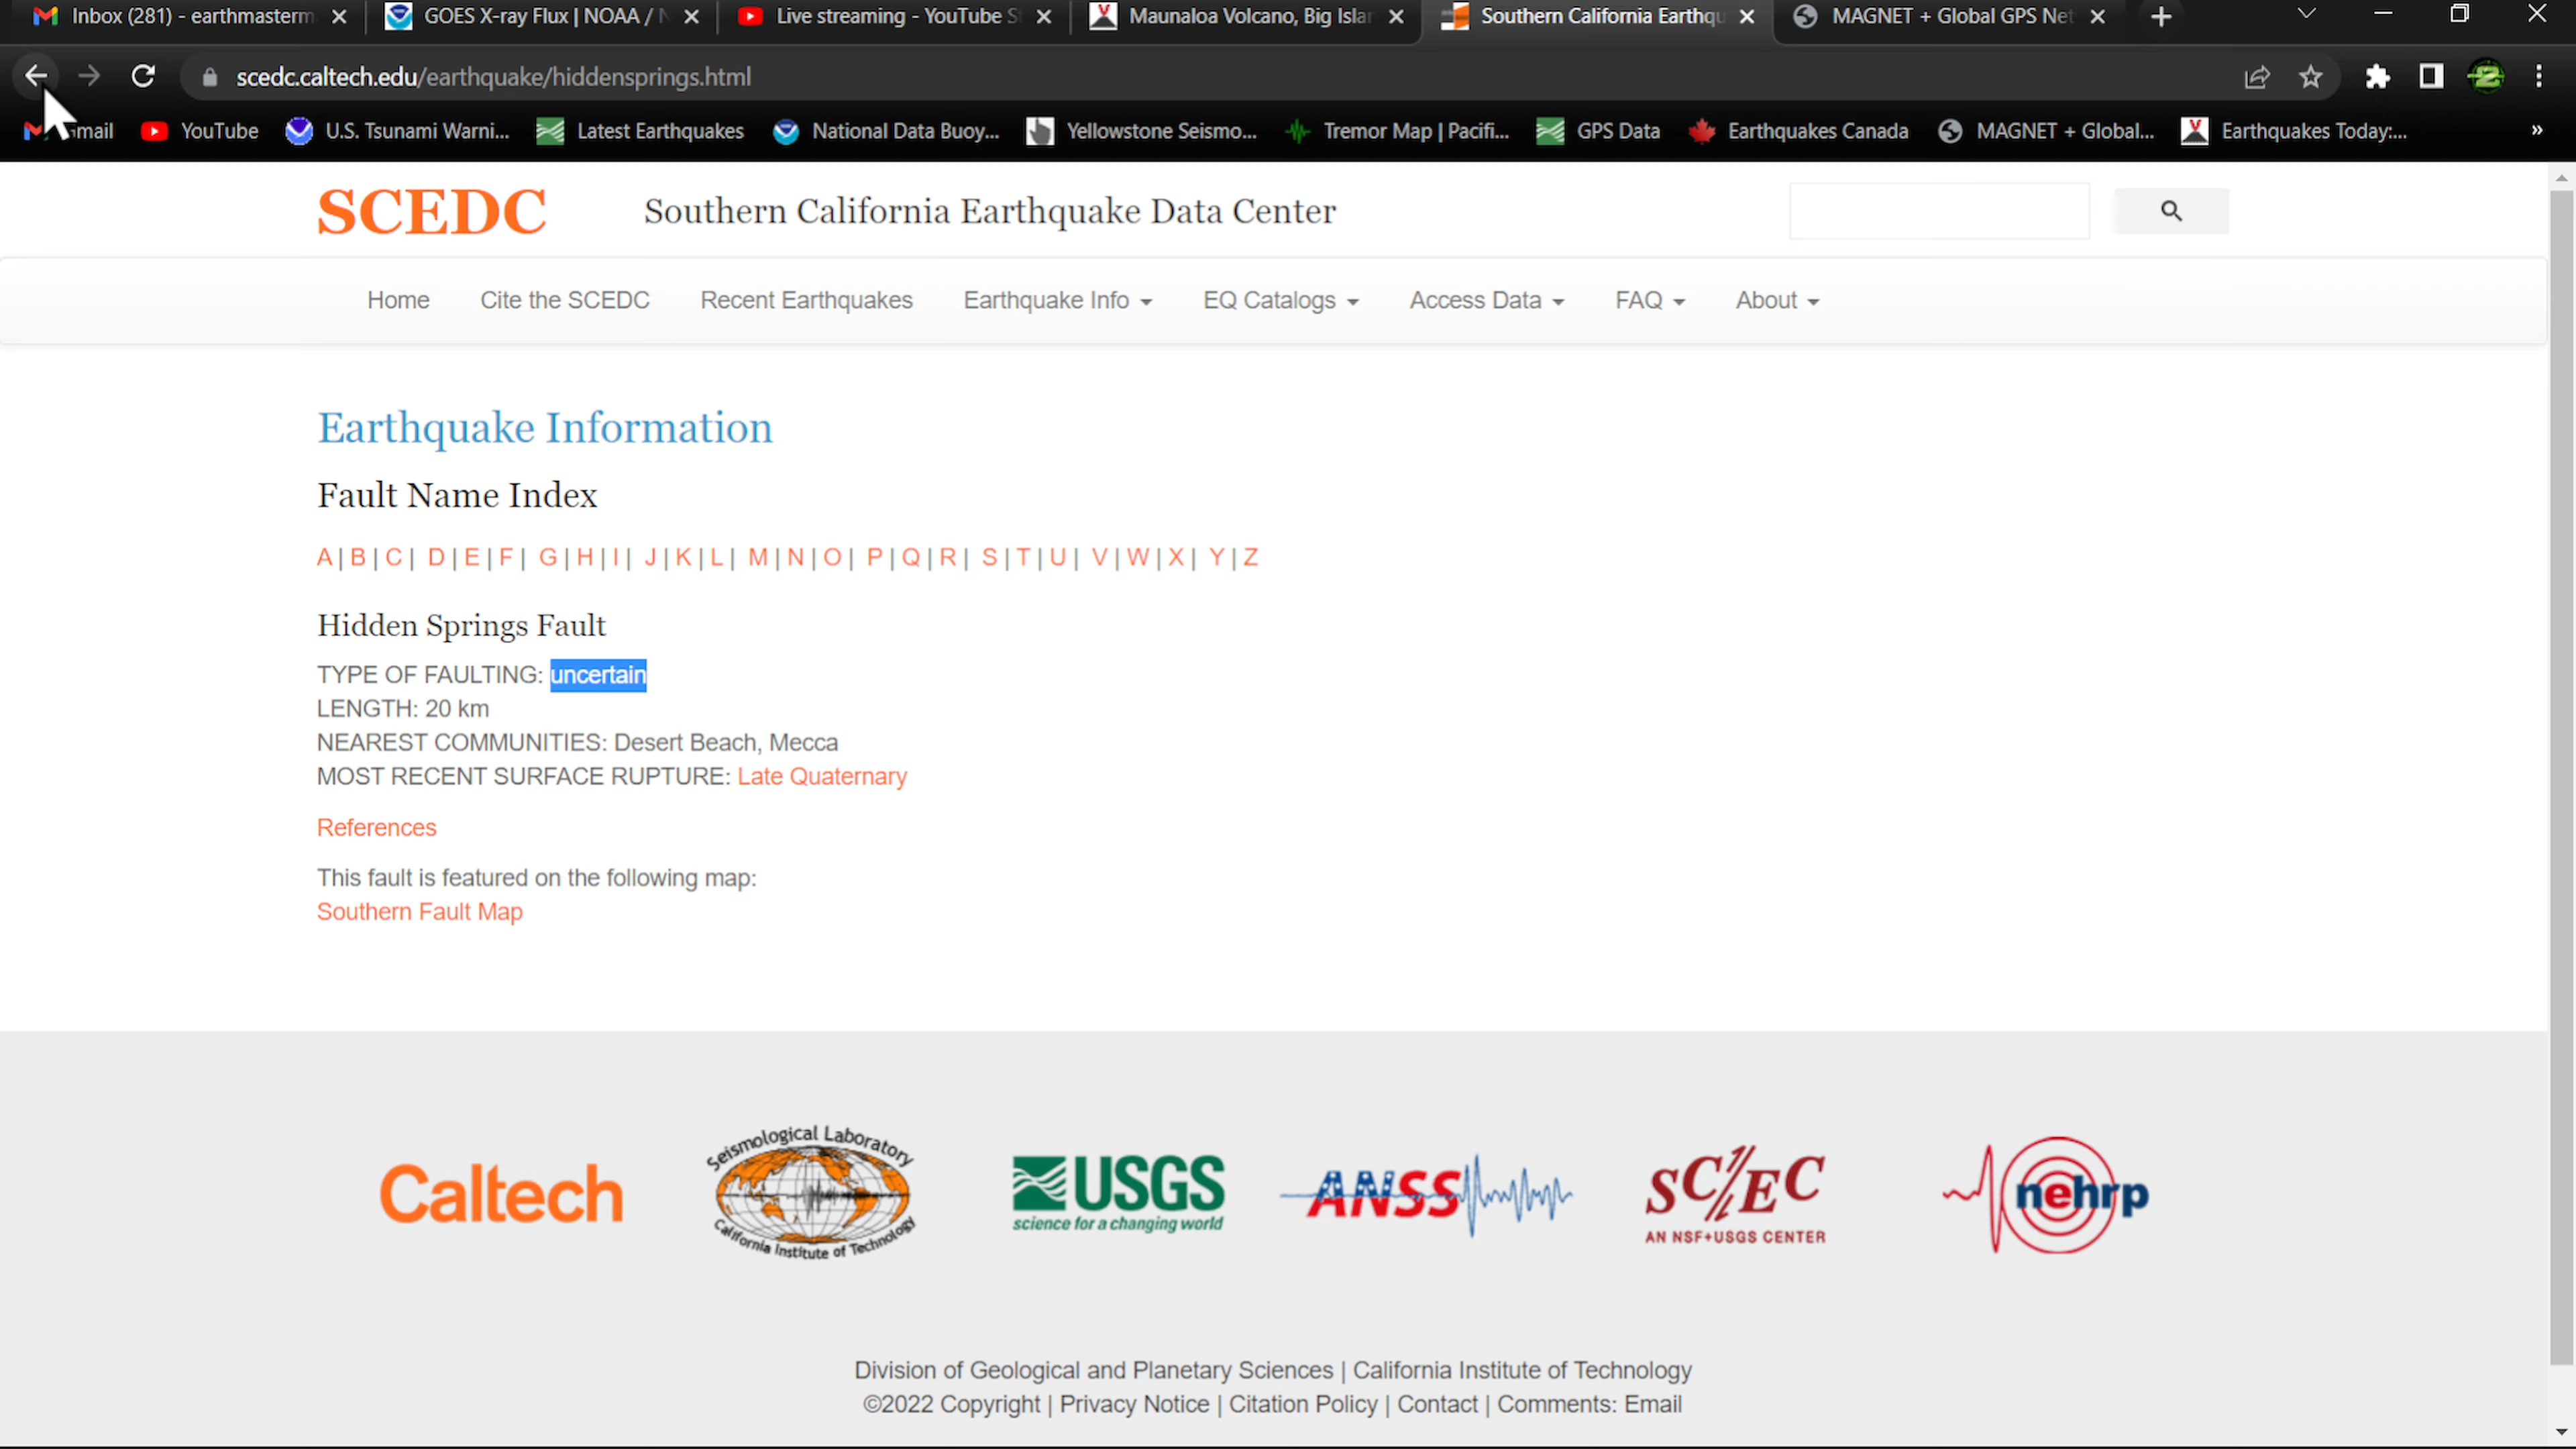 Inbox (281) - earthmasterm
GOES X-ray Flux | NOAA / N
Live streaming - YouTube S
Maunaloa Volcano, Big Islar
Southern California Earthqu
MAGNET + Global GPS Net
scedc.caltech.edu/earthquake/hiddensprings.html
mail
YouTube
U.S. Tsunami Warni...
Latest Earthquakes
National Data Buoy...
Yellowstone Seismo...
Tremor Map | Pacifi...
GPS Data
Earthquakes Canada
MAGNET + Global...
Earthquakes Today:...
»
SCEDC
Southern California Earthquake Data Center
Home
Cite the SCEDC
Recent Earthquakes
Earthquake Info
EQ Catalogs
Access Data
FAQ
About
Earthquake Information
Fault Name Index
A | B | C | D | E | F | G | H | I | J | K | L | M | N | O | P | Q | R | S | T | U | V | W | X | Y | Z
Hidden Springs Fault
TYPE OF FAULTING: uncertain
LENGTH: 20 km
NEAREST COMMUNITIES: Desert Beach, Mecca
MOST RECENT SURFACE RUPTURE: Late Quaternary
References
This fault is featured on the following map:
Southern Fault Map
Caltech
Seismological Laboratory
California Institute of Technology
USGS
science for a changing world
ANSS
SC/EC
AN NSF+USGS CENTER
nehrp
Division of Geological and Planetary Sciences | California Institute of Technology
©2022 Copyright | Privacy Notice | Citation Policy | Contact | Comments: Email